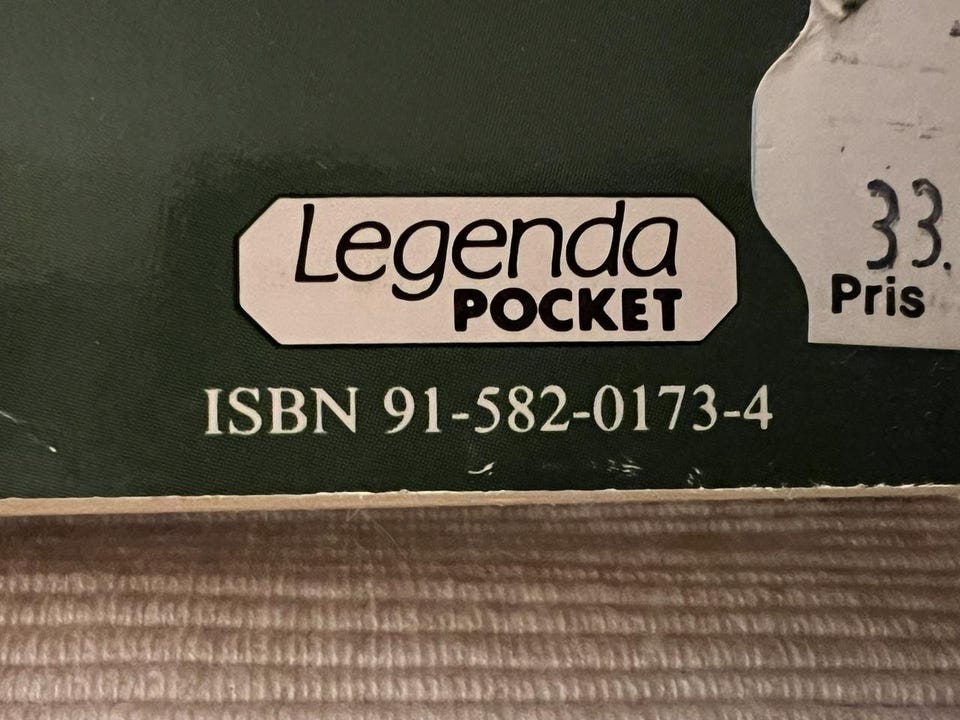 Legenda
POCKET
33.
Pris
ISBN 91-582-0173-4